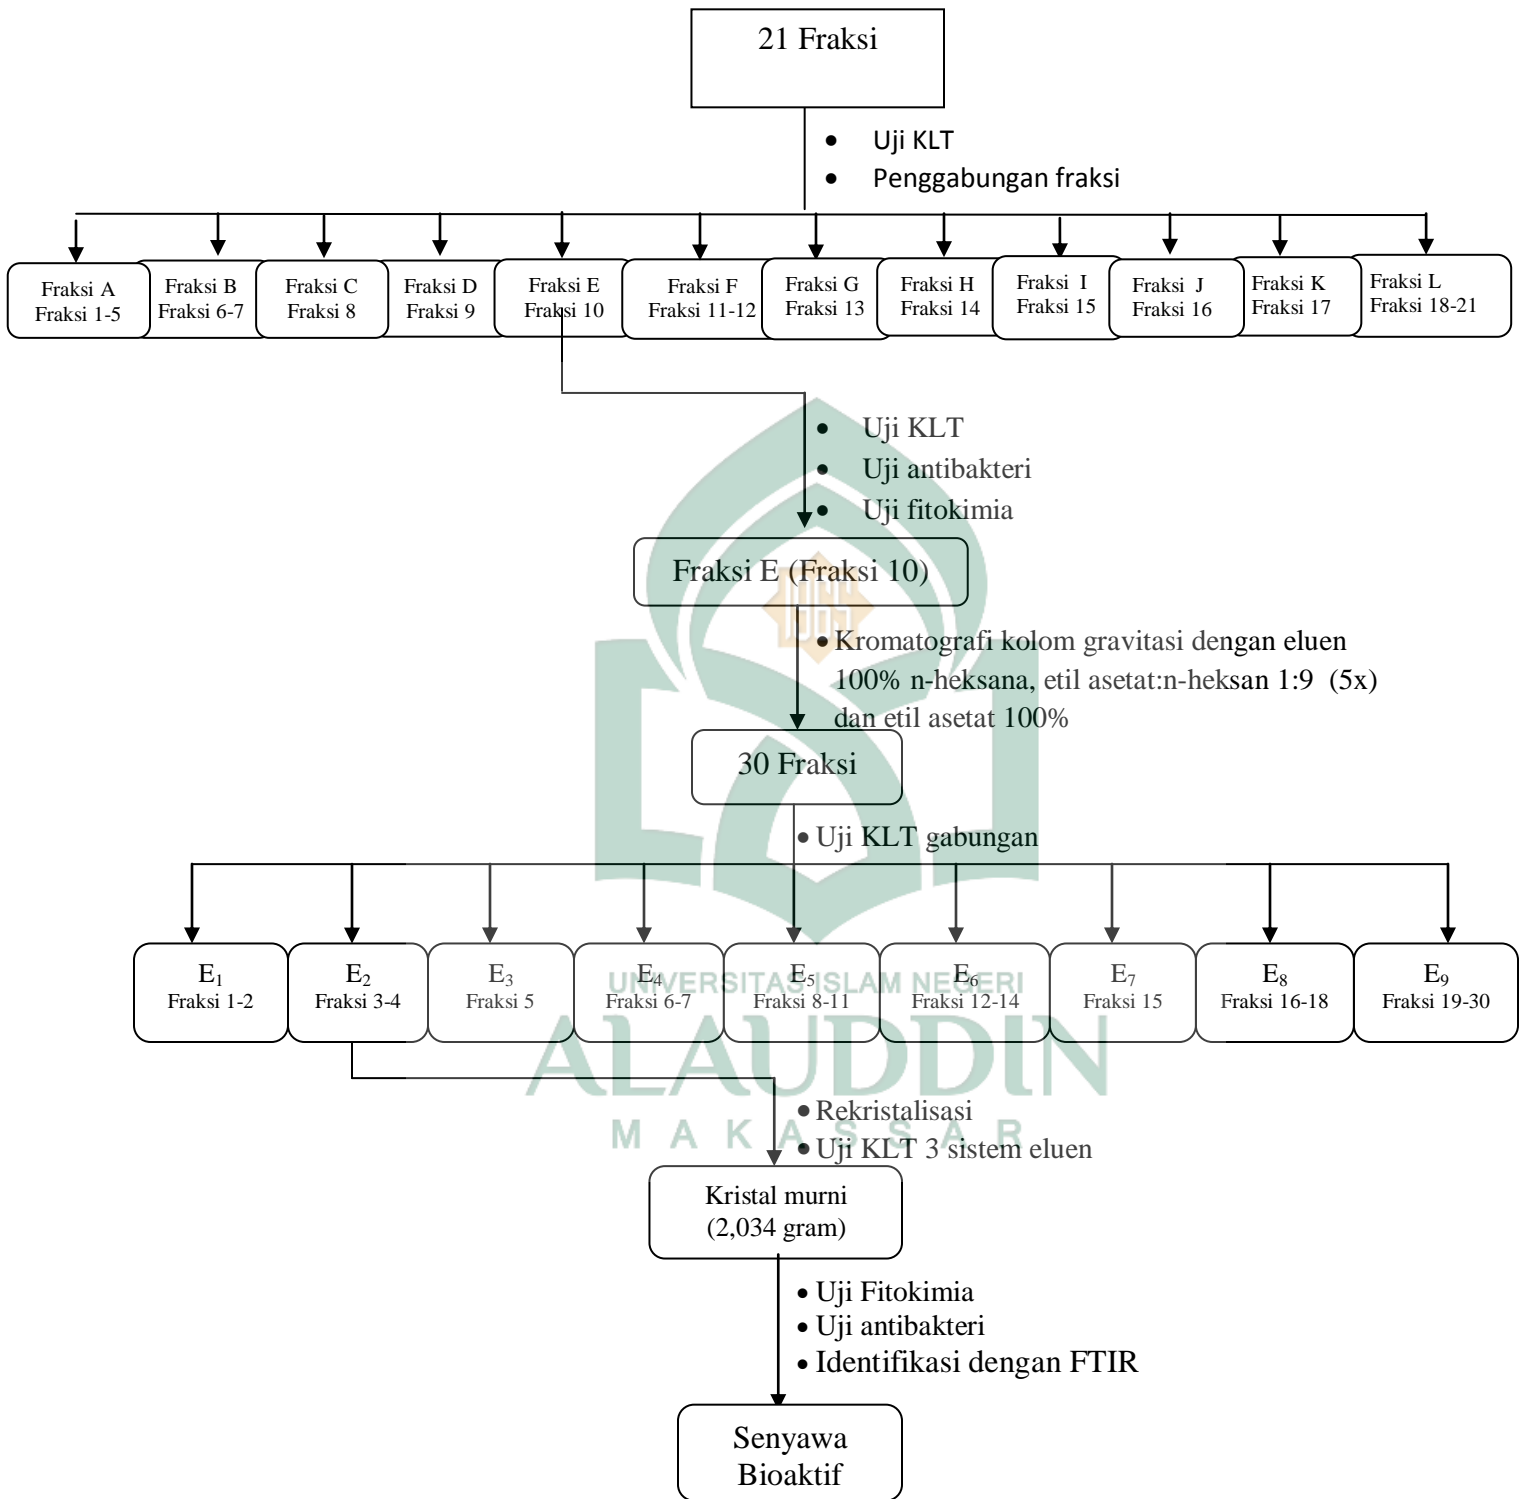 21 Fraksi
• Uji KLT
• Penggabungan fraksi
Fraksi A
Fraksi 1-5
Fraksi B
Fraksi 6-7
Fraksi C
Fraksi 8
Fraksi D
Fraksi 9
Fraksi E
Fraksi 10
Fraksi F
Fraksi 11-12
Fraksi G
Fraksi 13
Fraksi H
Fraksi 14
Fraksi I
Fraksi 15
Fraksi J
Fraksi 16
Fraksi K
Fraksi 17
Fraksi L
Fraksi 18-21
• Uji KLT
• Uji antibakteri
• Uji fitokimia
Fraksi E (Fraksi 10)
1965
• Kromatografi kolom gravitasi dengan eluen
100% n-heksana, etil asetat:n-heksan 1:9 (5x)
dan etil asetat 100%
30 Fraksi
• Uji KLT gabungan
E₁
Fraksi 1-2
E₂
Fraksi 3-4
E₃
Fraksi 5
E₄
Fraksi 6-7
E₅
Fraksi 8-11
E₆
Fraksi 12-14
E₇
Fraksi 15
E₈
Fraksi 16-18
E₉
Fraksi 19-30
UNIVERSITAS ISLAM NEGERI
ALAUDDIN
MAKASSAR
• Rekristalisasi
• Uji KLT 3 sistem eluen
Kristal murni
(2,034 gram)
• Uji Fitokimia
• Uji antibakteri
• Identifikasi dengan FTIR
Senyawa
Bioaktif